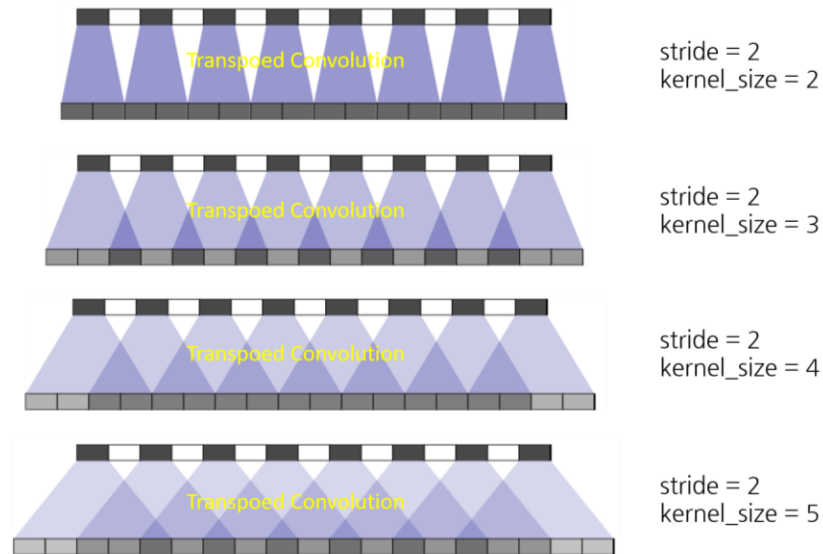 Transpoed Convolution
stride = 2
kernel_size = 2
Transpoed Convolution
stride = 2
kernel_size = 3
Transpoed Convolution
stride = 2
kernel_size = 4
Transpoed Convolution
stride = 2
kernel_size = 5